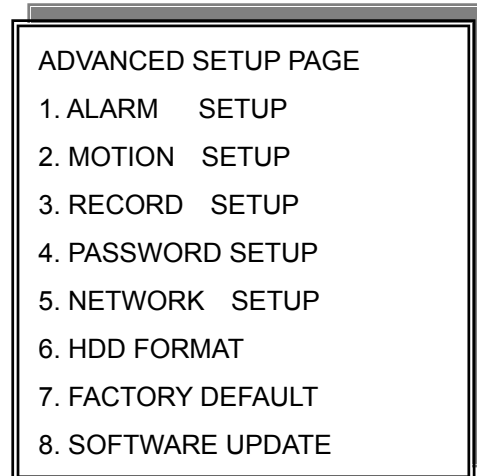 ADVANCED SETUP PAGE
1. ALARM SETUP
2. MOTION SETUP
3. RECORD SETUP
4. PASSWORD SETUP
5. NETWORK SETUP
6. HDD FORMAT
7. FACTORY DEFAULT
8. SOFTWARE UPDATE